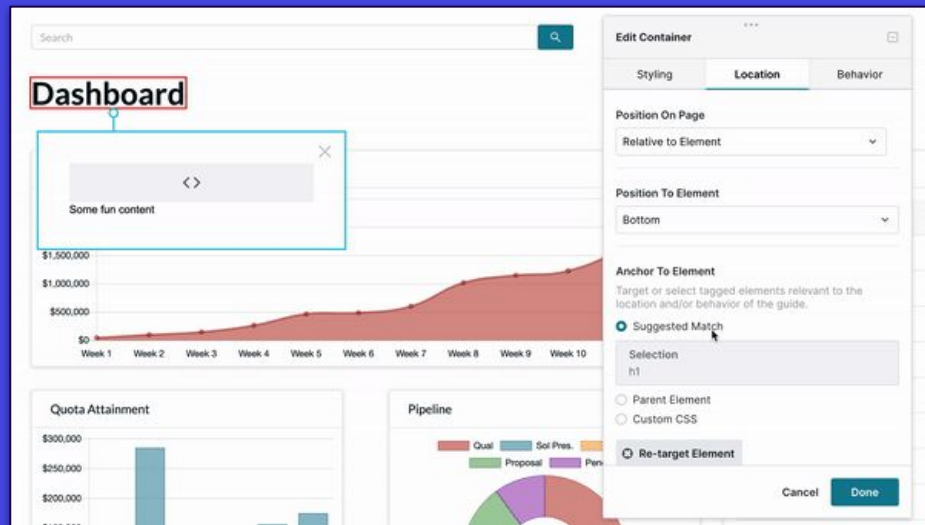 Search
Dashboard
<>
Some fun content
$1,500,000
$1,000,000
$500,000
$0
Week 1 Week 2 Week 3 Week 4 Week 5 Week 6 Week 7 Week 8 Week 9 Week 10
Quota Attainment
$300,000
$250,000
$200,000
Pipeline
Qual Sol Pres.
Proposal
Edit Container
Styling Location Behavior
Position On Page
Relative to Element
Position To Element
Bottom
Anchor To Element
Target or select tagged elements relevant to the
location and/or behavior of the guide.
Suggested Match
Selection
h1
Parent Element
Custom CSS
Re-target Element
Cancel Done